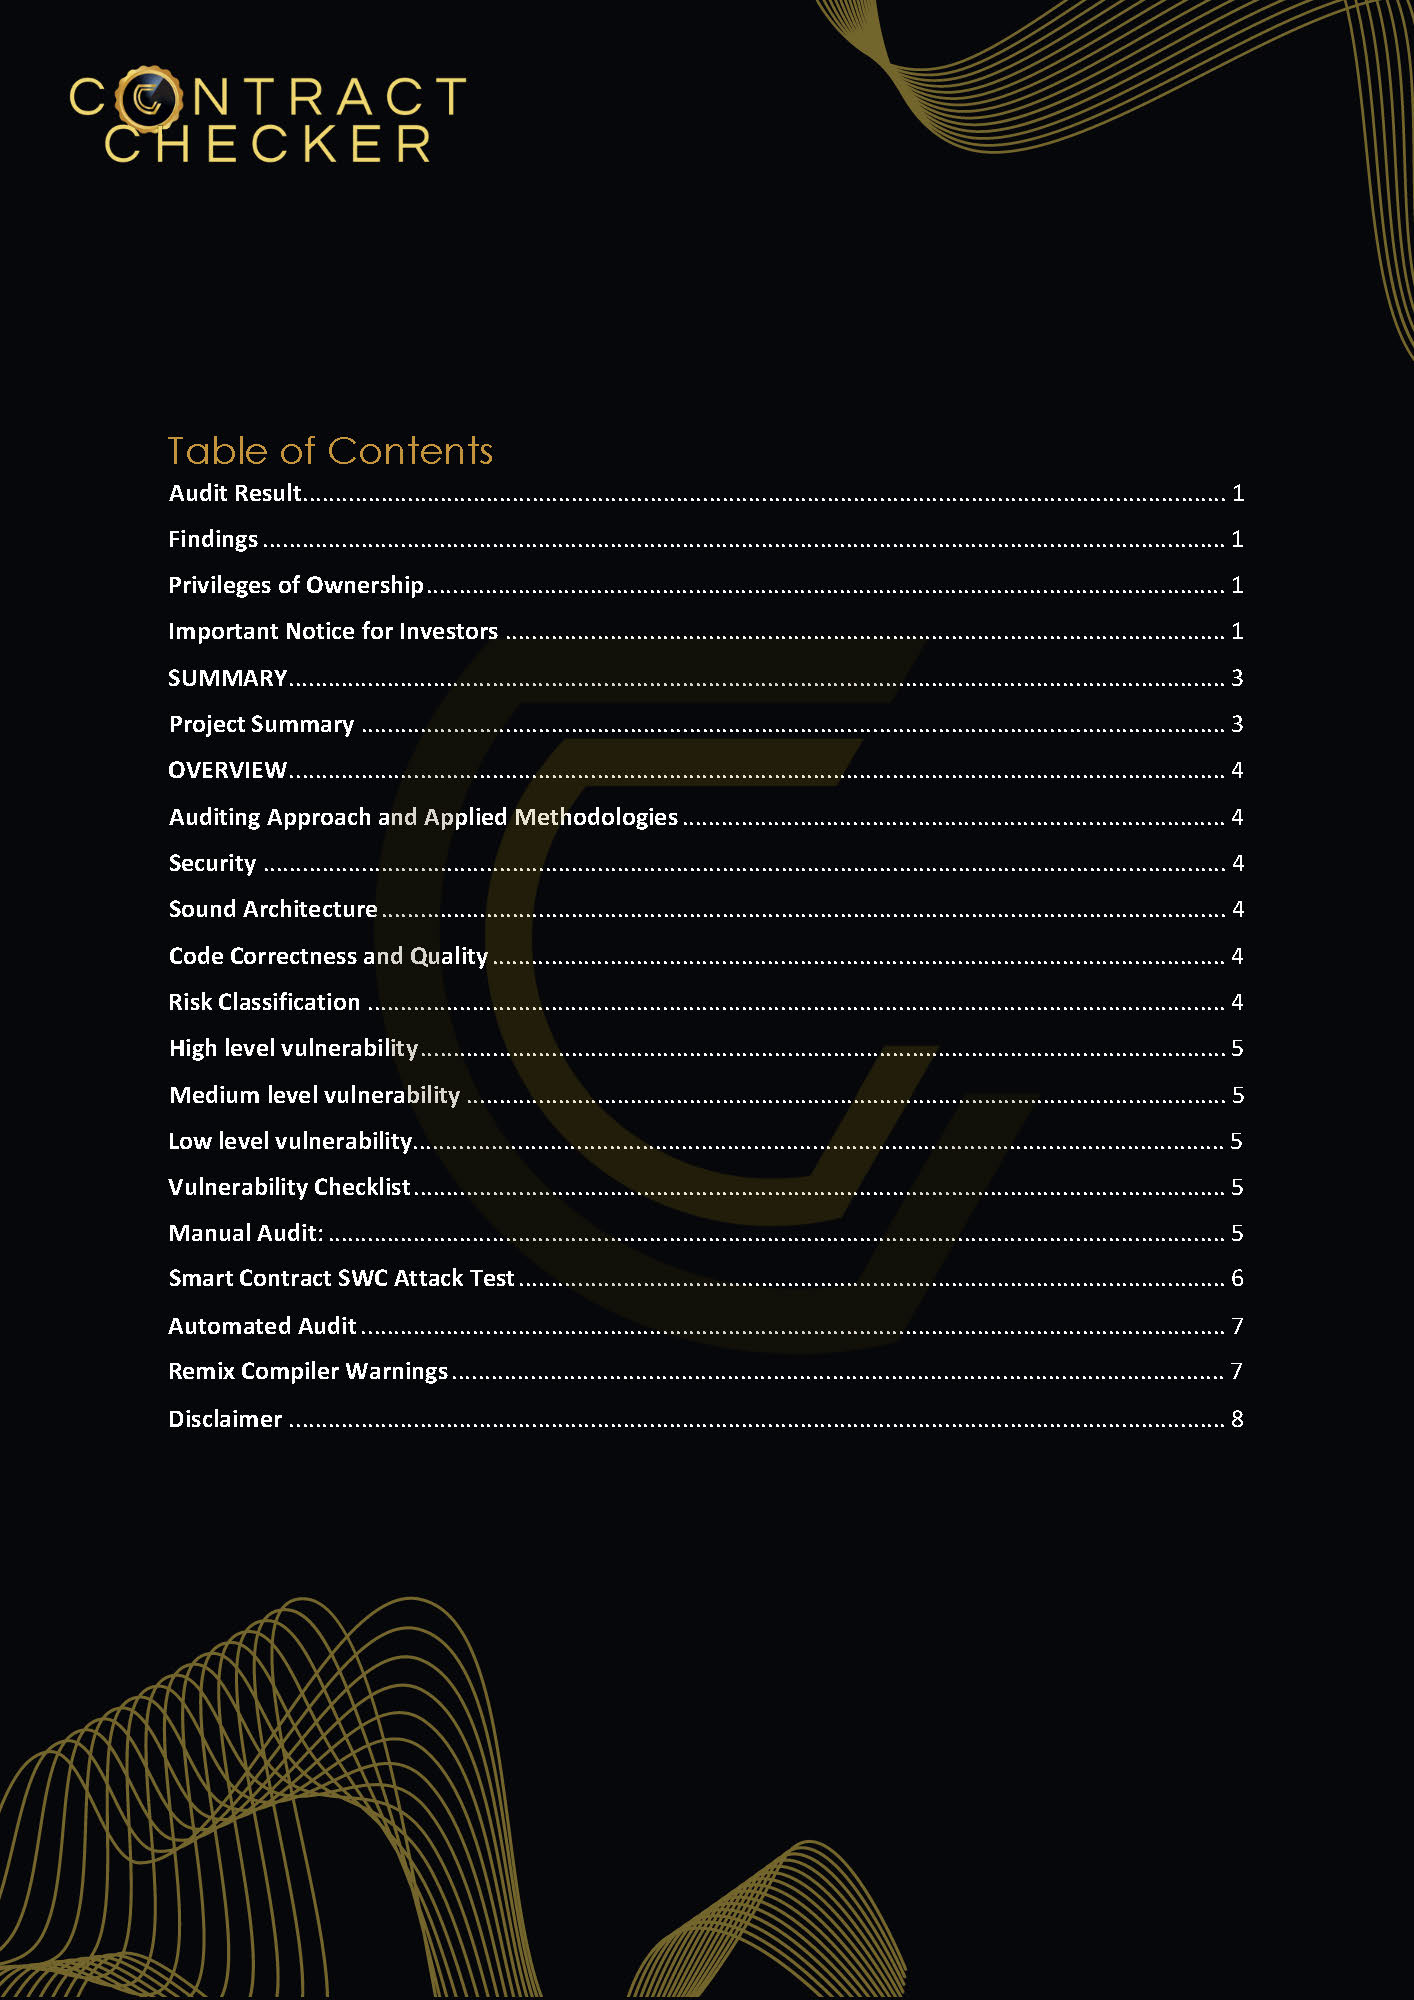 CONTRACT
CHECKER
Table of Contents
Audit Result 1
Findings 1
Privileges of Ownership 1
Important Notice for Investors 1
SUMMARY 3
Project Summary 3
OVERVIEW 4
Auditing Approach and Applied Methodologies 4
Security 4
Sound Architecture 4
Code Correctness and Quality 4
Risk Classification 4
High level vulnerability 5
Medium level vulnerability 5
Low level vulnerability 5
Vulnerability Checklist 5
Manual Audit: 5
Smart Contract SWC Attack Test 6
Automated Audit 7
Remix Compiler Warnings 7
Disclaimer 8